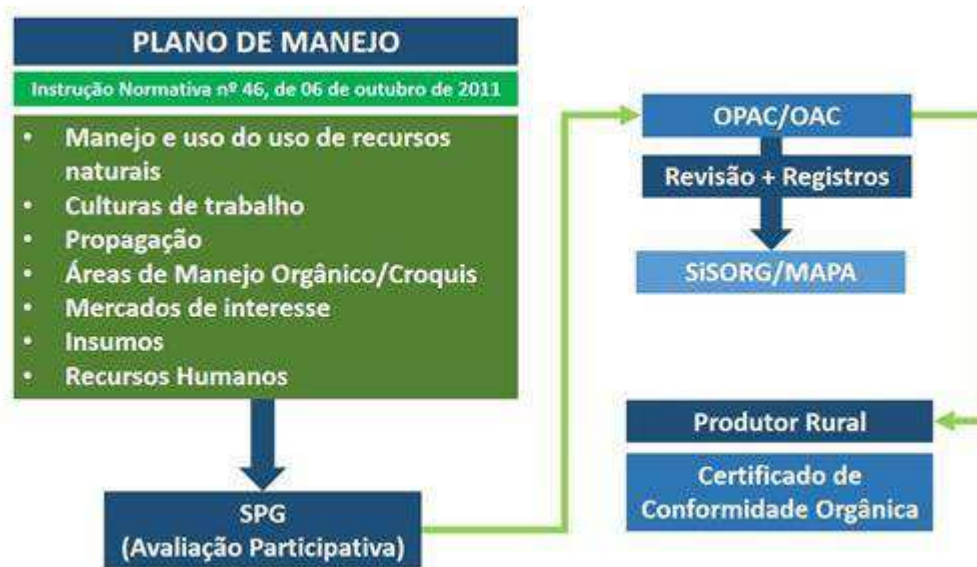 PLANO DE MANEJO
Instrução Normativa nº 46, de 06 de outubro de 2011
• Manejo e uso do uso de recursos
naturais
• Culturas de trabalho
• Propagação
• Áreas de Manejo Orgânico/Croquis
• Mercados de interesse
• Insumos
• Recursos Humanos
SPG
(Avaliação Participativa)
OPAC/OAC
Revisão + Registros
SiSORG/MAPA
Produtor Rural
Certificado de
Conformidade Orgânica